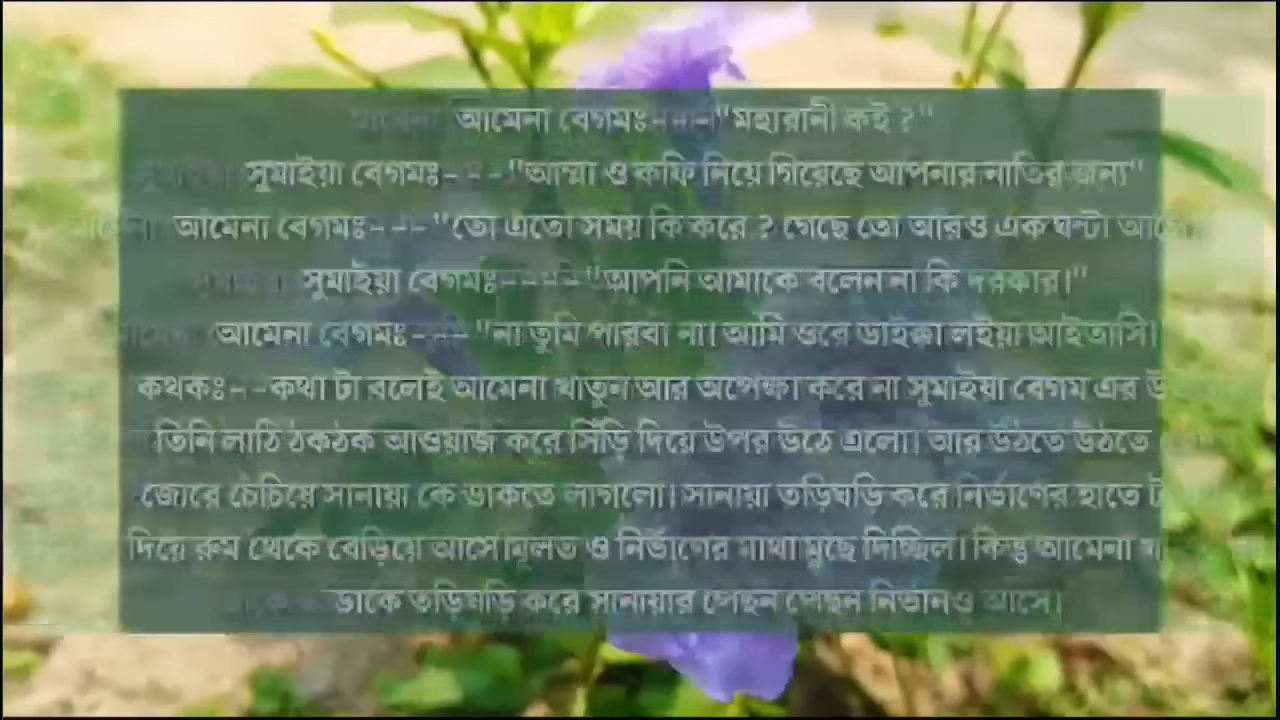 আমেনা বেগমঃ----"মহারানী কই ?"
সুমাইয়া বেগমঃ---"আম্মা ও কফি নিয়ে গিয়েছে আপনার নাতির জন্য"
আমেনা বেগমঃ----"তো এতো সময় কি করে ? গেছে তো আরও এক ঘন্টা
সুমাইয়া বেগমঃ-----"আপনি আমাকে বলেন না কি দরকার।"
আমেনা বেগমঃ----"না তুমি পারবা না। আমি ওরে ডাইক্কা লইয়া আইতাসি।
কথকঃ--কথা টা বলেই আমেনা খাতুন আর অপেক্ষা করে না সুমাইয়া বেগম এর
তিনি লাঠি ঠকঠক আওয়াজ করে সিঁড়ি দিয়ে উপর উঠে এলো। আর উঠতে উঠতে
জোরে চেঁচিয়ে সানায়া কে ডাকতে লাগলো। সানায়া তড়িঘড়ি করে নির্ভাণের হাতে
দিয়ে রুম থেকে বেড়িয়ে আসে।মূলত ও নির্ভাণের মাথা মুছে দিচ্ছিল। কিন্তু আমেনা
ডাকে তড়িঘড়ি করে সানায়ার পেছন পেছন নির্ভানও আসে।